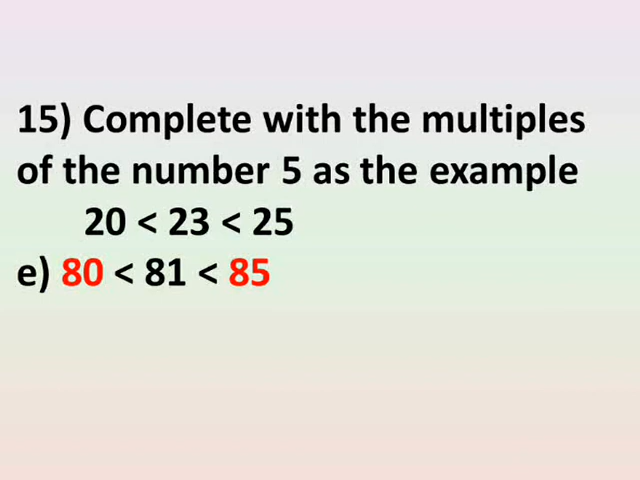 15) Complete with the multiples
of the number 5 as the example
20 < 23 < 25
e) 80 < 81 < 85